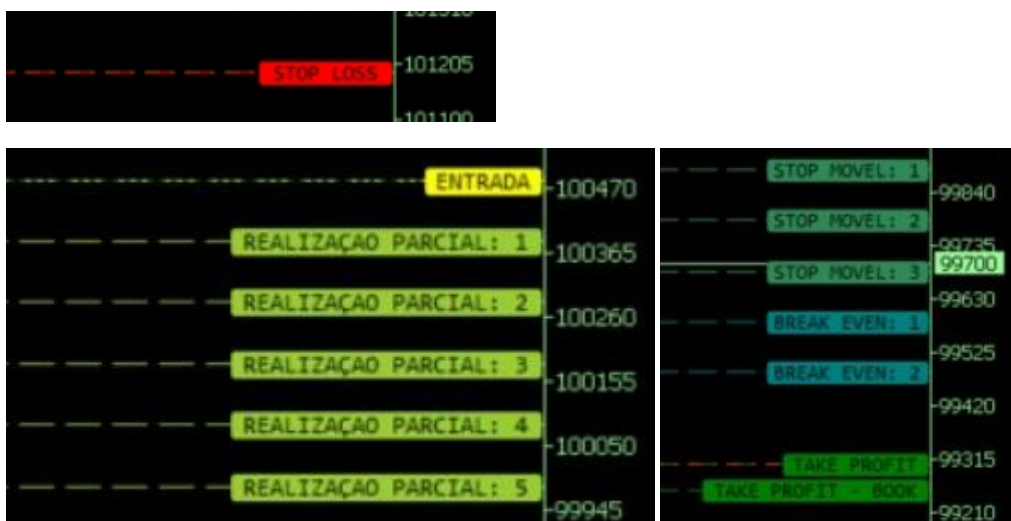 101310
STOP LOSS
101205
101100
ENTRADA
100470
REALIZAÇAO PARCIAL: 1
100365
REALIZAÇAO PARCIAL: 2
100260
REALIZAÇAO PARCIAL: 3
100155
REALIZAÇAO PARCIAL: 4
100050
REALIZAÇAO PARCIAL: 5
99945
STOP MOVEL: 1
99840
STOP MOVEL: 2
99735
99700
STOP MOVEL: 3
99630
BREAK EVEN: 1
99525
BREAK EVEN: 2
99420
TAKE PROFIT
99315
TAKE PROFIT - BOOK
99210